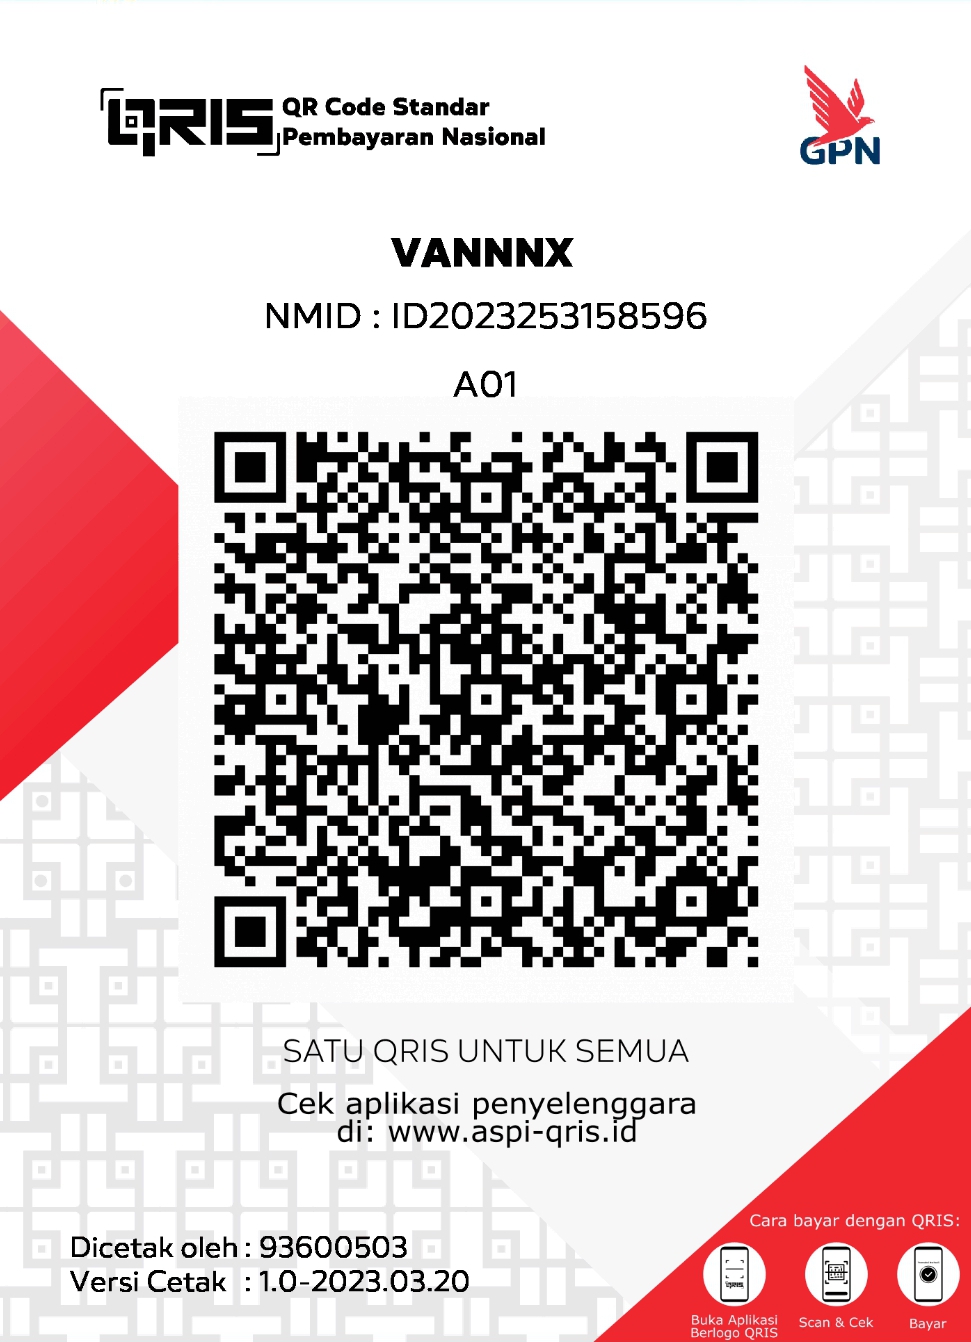 QRIS QR Code Standar
Pembayaran Nasional
GPN
VANNNX
NMID : ID2023253158596
A01
SATU QRIS UNTUK SEMUA
Cek aplikasi penyelenggara
di: www.aspi-qris.id
Dicetak oleh : 93600503
Versi Cetak : 1.0-2023.03.20
Cara bayar dengan QRIS:
Buka Aplikasi
Berlogo QRIS
Scan & Cek
Bayar